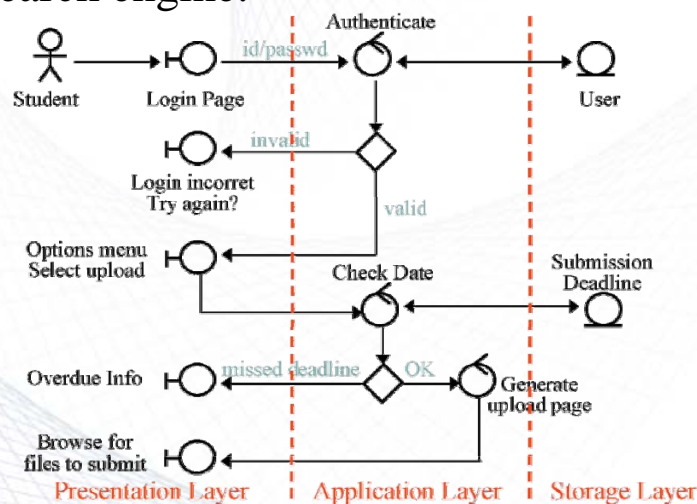 Authenticate
id/passwd
Student
Login Page
User
invalid
Login incorret
Try again?
valid
Options menu
Select upload
Check Date
Submission
Deadline
Overdue Info
missed deadline
OK
Generate
upload page
Browse for
files to submit
Presentation Layer
Application Layer
Storage Layer